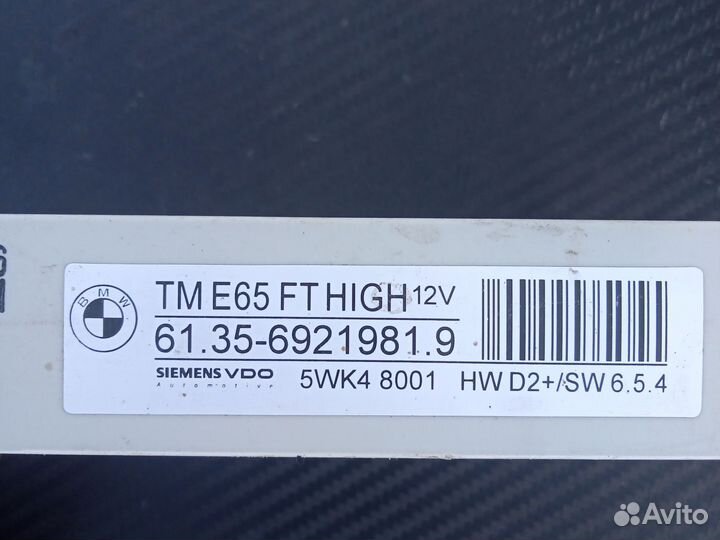 BMW
TM E65 FT HIGH 12V
61.35-6921981.9
SIEMENS VDO
Automotive
5WK4 8001 HW D2+/SW 6.5.4
Avito